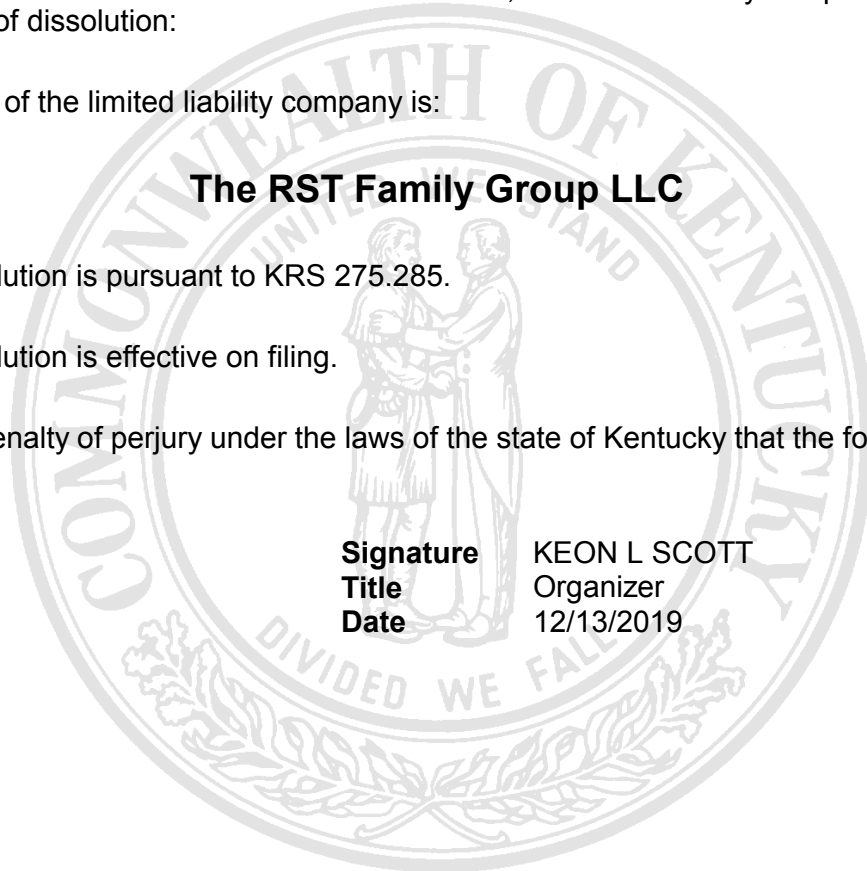 of dissolution:
of the limited liability company is:
The RST Family Group LLC
lution is pursuant to KRS 275.285.
lution is effective on filing.
enalty of perjury under the laws of the state of Kentucky that the fo
Signature KEON L SCOTT
Title Organizer
Date 12/13/2019
COMMONWEALTH OF KENTUCKY
UNITED WE STAND
DIVIDED WE FALL